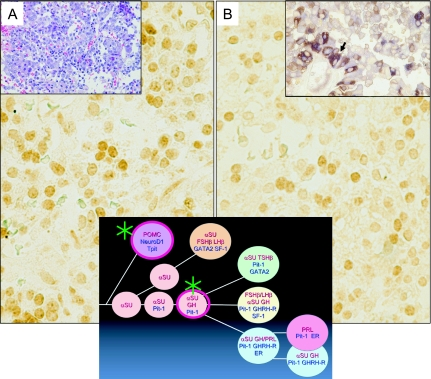 A
B
POMC
NeuroD1
Tpit
αSU
FSHβ LHβ
GATA2 SF-1
αSU
αSU TSHβ
Pit-1
GATA2
αSU
αSU
Pit-1
αSU
GH
Pit-1
FSHβ/LHβ
αSU GH
Pit-1 GHRH-R
SF-1
αSU GH/PRL
Pit-1 GHRH-R
ER
PRL
Pit-1 ER
αSU GH
Pit-1 GHRH-R